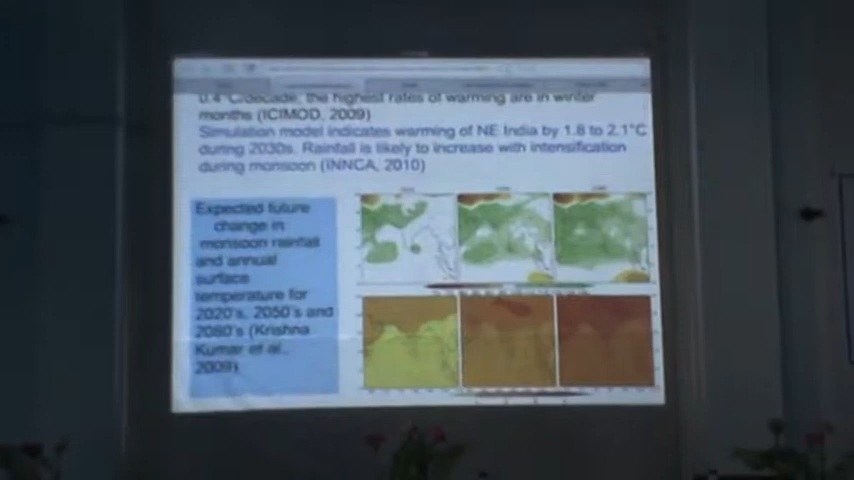 0.4°C/decade; the highest rates of warming are in winter
months (ICIMOD, 2009)
Simulation model indicates warming of NE India by 1.8 to 2.1°C
during 2030s. Rainfall is likely to increase with intensification
during monsoon (INNCA, 2010)
Expected future
change in
monsoon rainfall
and annual
surface
temperature for
2020's, 2050's and
2080's (Krishna
Kumar et al.,
2009)